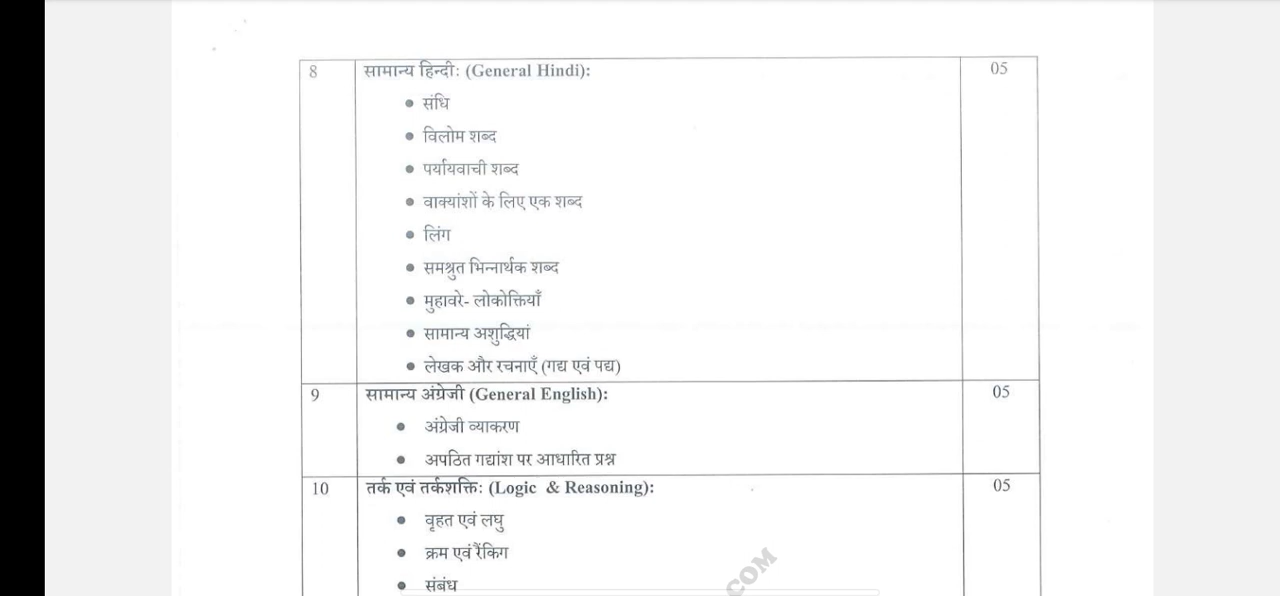 8 सामान्य हिन्दी: (General Hindi): 05
• संधि
• विलोम शब्द
• पर्यायवाची शब्द
• वाक्यांशों के लिए एक शब्द
• लिंग
• समश्रुत भिन्नार्थक शब्द
• मुहावरे- लोकोक्तियाँ
• सामान्य अशुद्धियां
• लेखक और रचनाएँ (गद्य एवं पद्य)
9 सामान्य अंग्रेजी (General English): 05
• अंग्रेजी व्याकरण
• अपठित गद्यांश पर आधारित प्रश्न
10 तर्क एवं तर्कशक्ति: (Logic & Reasoning): 05
• वृहत एवं लघु
• क्रम एवं रैंकिग
• संबंध
.COM